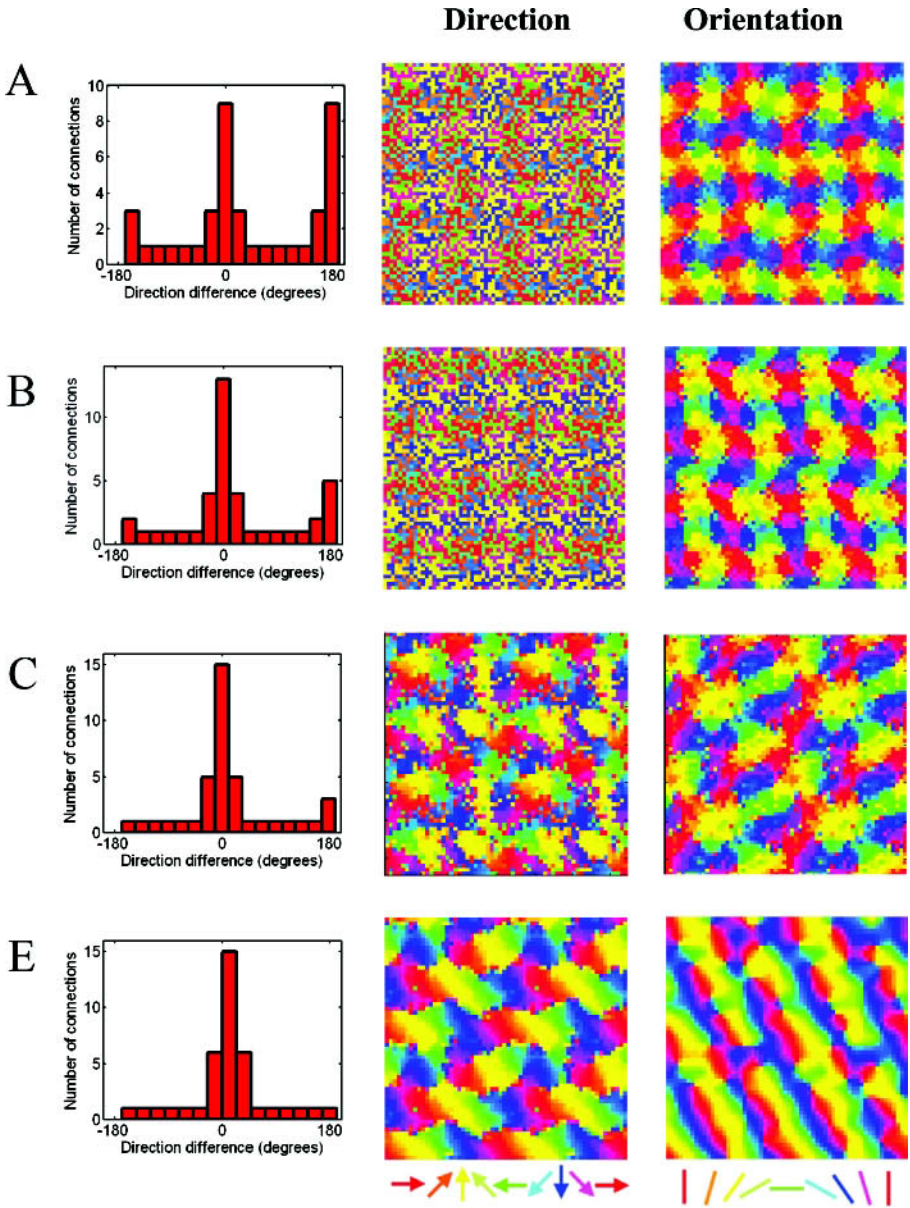 Direction Orientation
A
10
8
6
4
2
0
Number of connections
-180 0 180
Direction difference (degrees)
B
10
5
0
Number of connections
-180 0 180
Direction difference (degrees)
C
15
10
5
0
Number of connections
-180 0 180
Direction difference (degrees)
E
15
10
5
0
Number of connections
-180 0 180
Direction difference (degrees)